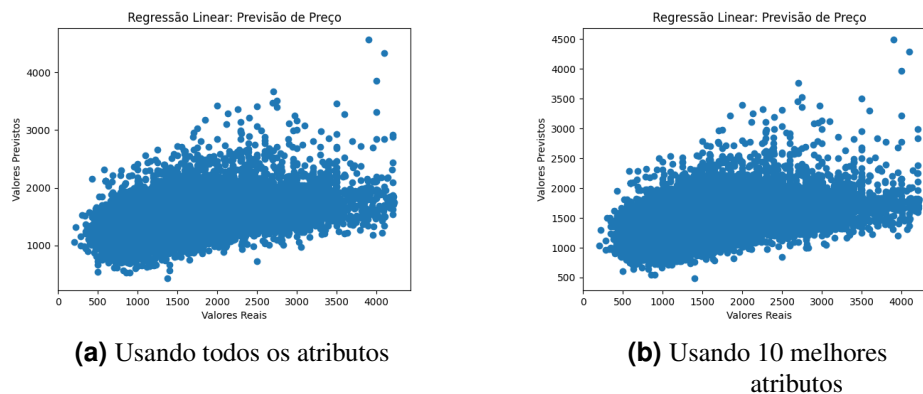 Regressão Linear: Previsão de Preço
Valores Previstos
4000
3000
2000
1000
0 500 1000 1500 2000 2500 3000 3500 4000
Valores Reais
(a) Usando todos os atributos
Regressão Linear: Previsão de Preço
Valores Previstos
4500
4000
3500
3000
2500
2000
1500
1000
500
0 500 1000 1500 2000 2500 3000 3500 4000
Valores Reais
(b) Usando 10 melhores
atributos